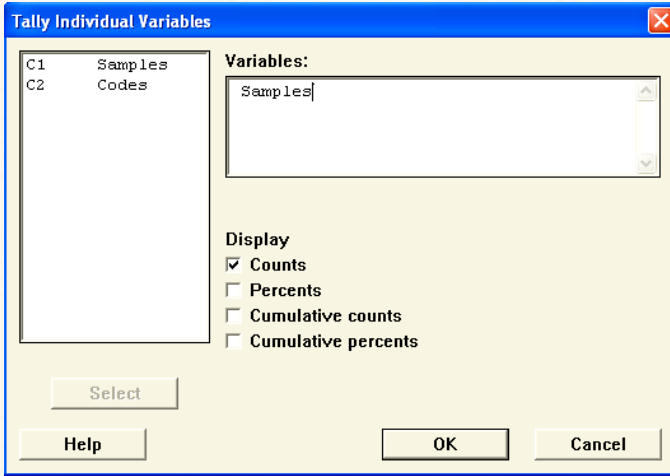 Tally Individual Variables
C1 Samples
C2 Codes
Variables:
Samples
Display
Counts
Percents
Cumulative counts
Cumulative percents
Select
Help
OK
Cancel